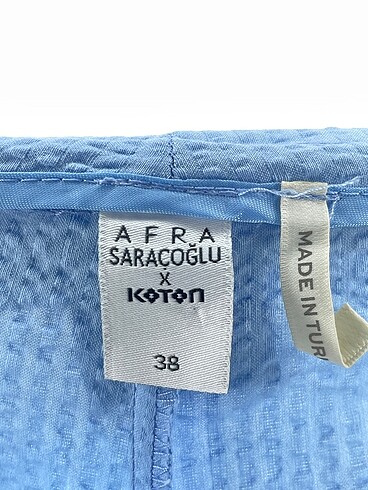 AFRA
SARAÇOĞLU
X
KOTON
38
MADE IN TUR